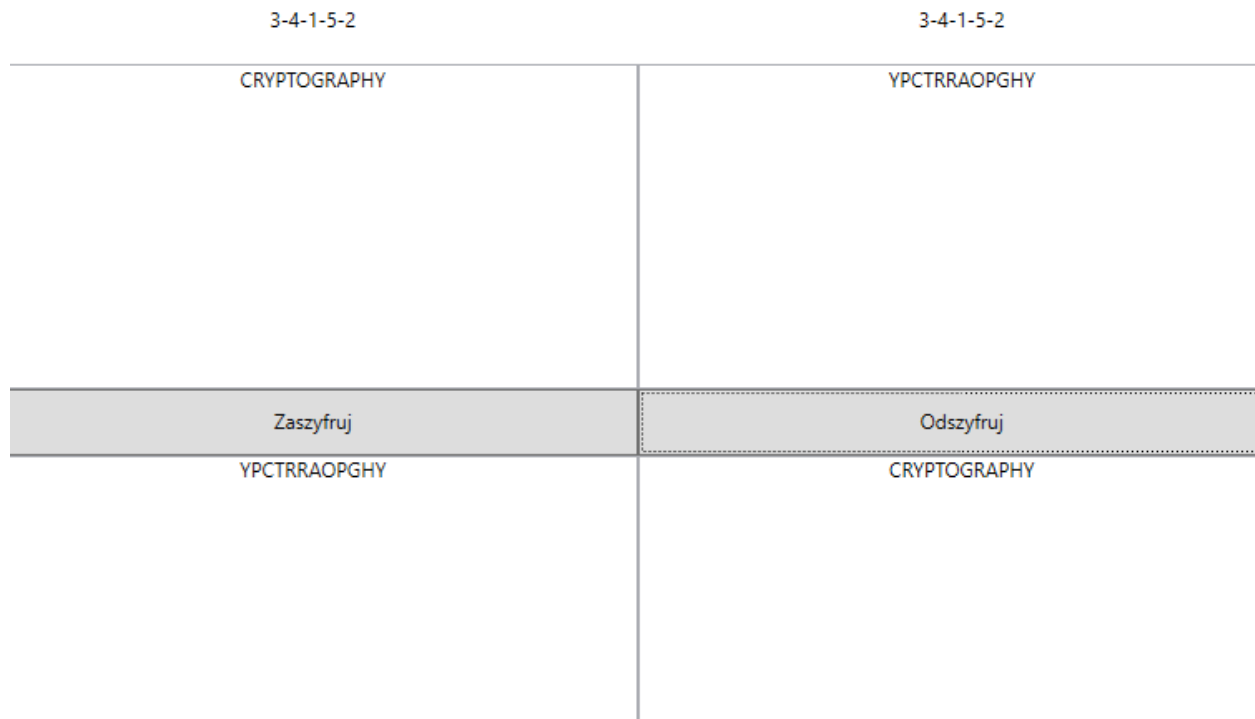 3-4-1-5-2
3-4-1-5-2
CRYPTOGRAPHY
YPCTRRAOPGHY
Zaszyfruj
Odszyfruj
YPCTRRAOPGHY
CRYPTOGRAPHY